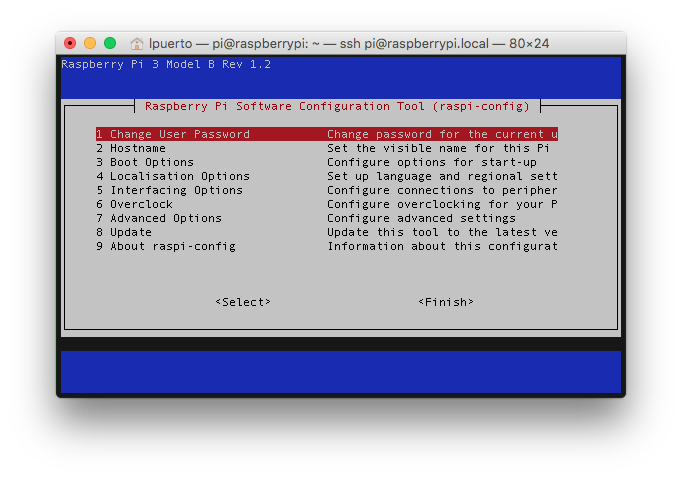 lpuerto — pi@raspberrypi: ~ — ssh pi@raspberrypi.local — 80×24
Raspberry Pi 3 Model B Rev 1.2
Raspberry Pi Software Configuration Tool (raspi-config)
1 Change User Password Change password for the current u
2 Hostname Set the visible name for this Pi
3 Boot Options Configure options for start-up
4 Localisation Options Set up language and regional sett
5 Interfacing Options Configure connections to peripher
6 Overclock Configure overclocking for your P
7 Advanced Options Configure advanced settings
8 Update Update this tool to the latest ve
9 About raspi-config Information about this configurat
<Select> <Finish>